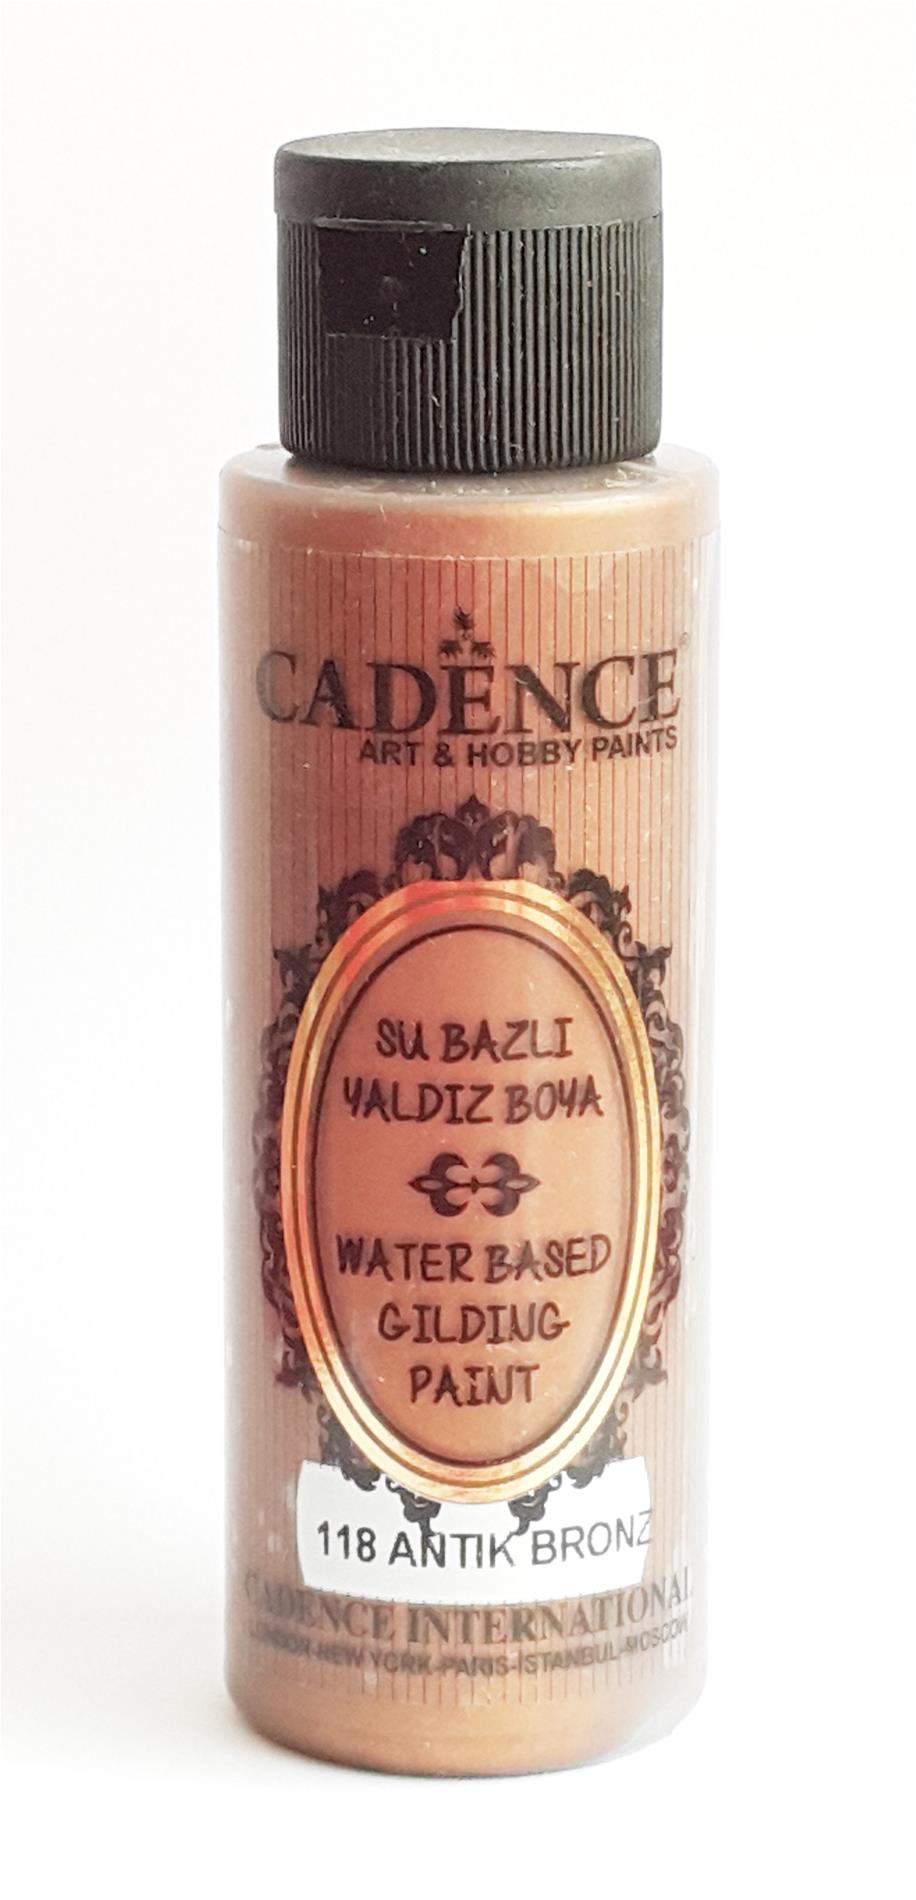 CADENCE®
ART & HOBBY PAINTS
SU BAZLI
YALDIZ BOYA
WATER BASED
GILDING
PAINT
118 ANTIK BRONZ
CADENCE INTERNATIONAL
LONDON-NEW YORK-PARIS-ISTANBUL-MOSCOW